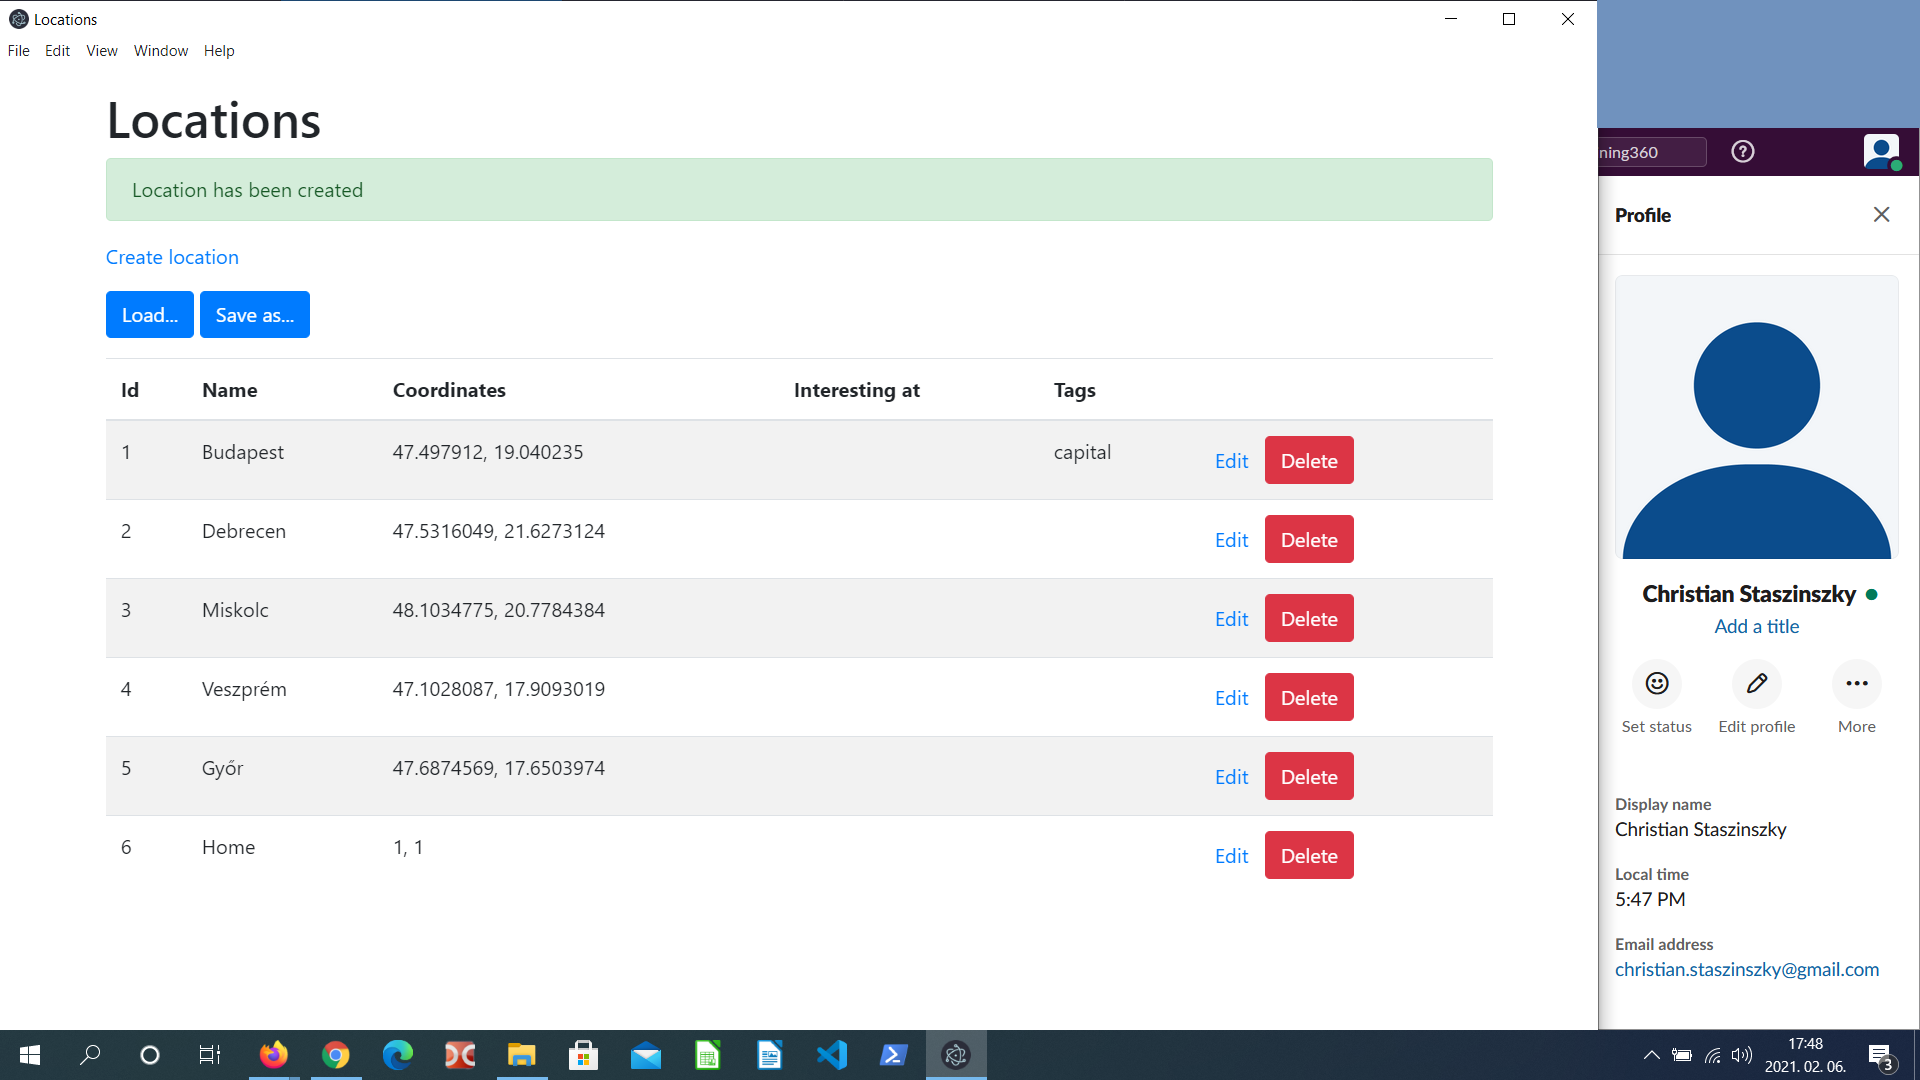 Locations
File Edit View Window Help
Locations
Location has been created
Create location
Load... Save as...
Id Name Coordinates Interesting at Tags
1 Budapest 47.497912, 19.040235 capital Edit Delete
2 Debrecen 47.5316049, 21.6273124 Edit Delete
3 Miskolc 48.1034775, 20.7784384 Edit Delete
4 Veszprém 47.1028087, 17.9093019 Edit Delete
5 Győr 47.6874569, 17.6503974 Edit Delete
6 Home 1, 1 Edit Delete
ning360
Profile
Christian Staszinszky
Add a title
Set status Edit profile More
Display name
Christian Staszinszky
Local time
5:47 PM
Email address
christian.staszinszky@gmail.com
17:48
2021. 02. 06.
3